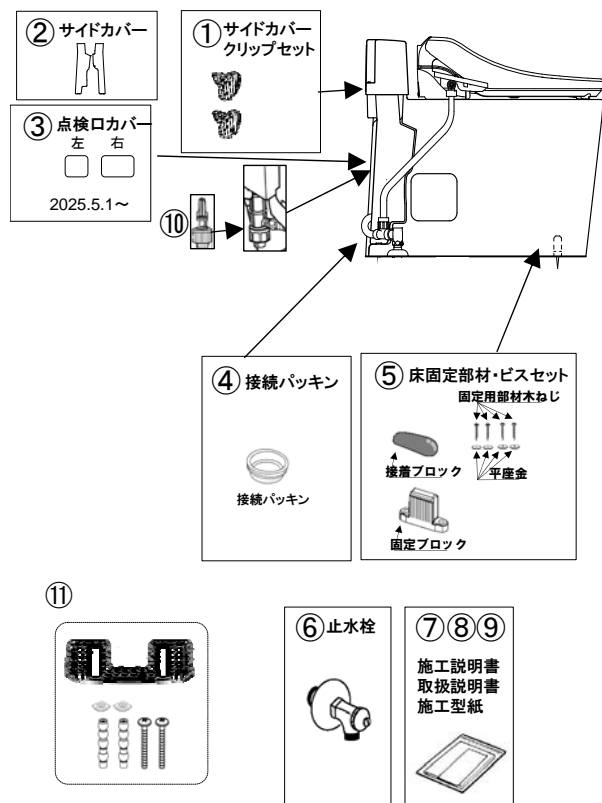 ① サイドカバー
クリップセット
② サイドカバー
③ 点検口カバー
左 右
2025.5.1～
⑩
④ 接続パッキン
接続パッキン
⑤ 床固定部材・ビスセット
固定用部材木ねじ
接着ブロック
平座金
固定ブロック
⑪
⑥ 止水栓
⑦⑧⑨
施工説明書
取扱説明書
施工型紙